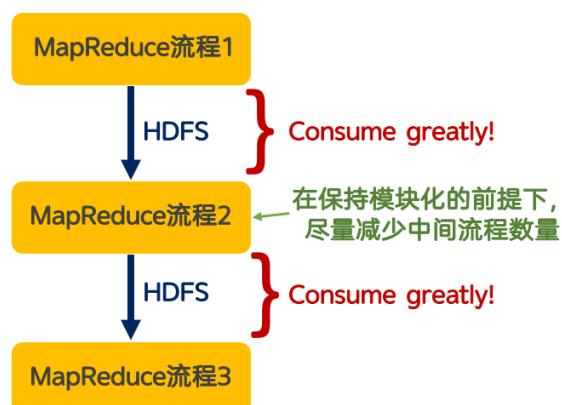 MapReduce流程1
HDFS
Consume greatly!
MapReduce流程2
在保持模块化的前提下，
尽量减少中间流程数量
HDFS
Consume greatly!
MapReduce流程3